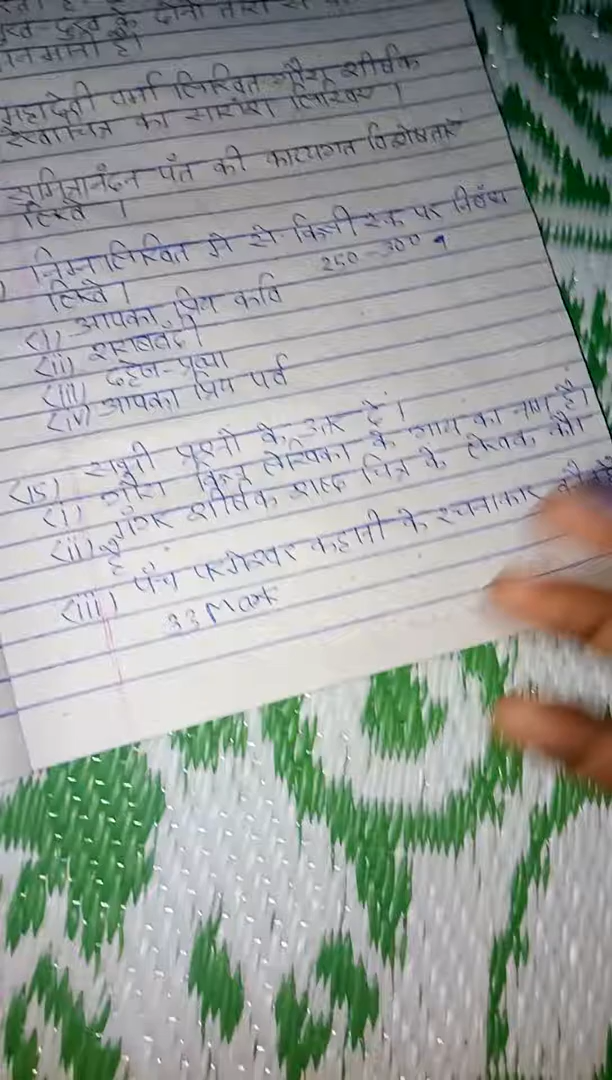 के दोनों
महादेवी वर्मा लिखित गौरा शीर्षक
रेखाचित्र का सारांश लिखिए।
सुमित्रानंदन पंत की काव्यगत विशेषताएँ
लिखें।
निम्नलिखित में से किसी एक पर निबंध
लिखें। 250-300
(i) आपका प्रिय कवि
(ii) शराबबंदी
(iii) दहेज-प्रथा
(iv) आपका प्रिय पर्व
(15) सभी प्रश्नों के उत्तर दें।
(i) गौरा किस लेखिका के गाय का नाम है।
(ii) शीर्षक शब्द चित्र के लेखक कौन
है
(iii) पंच परमेश्वर कहानी के रचनाकार कौन है
33 Mark